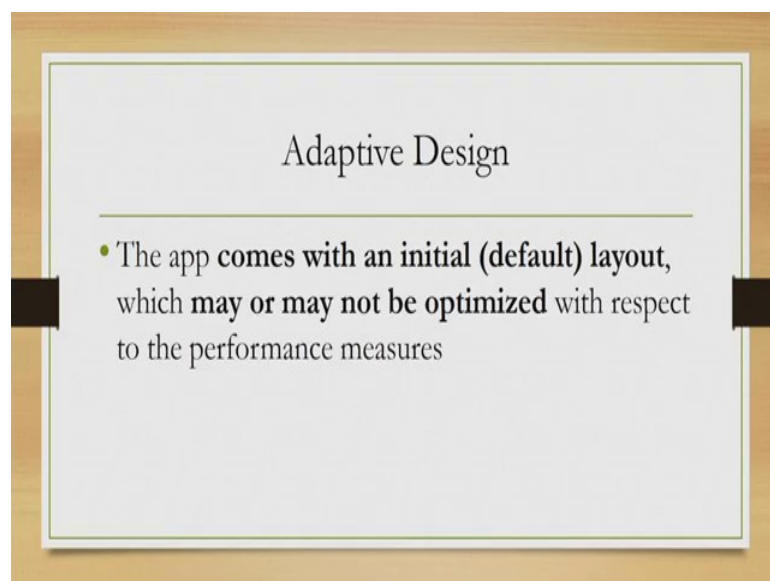 Adaptive Design
• The app comes with an initial (default) layout,
which may or may not be optimized with respect
to the performance measures